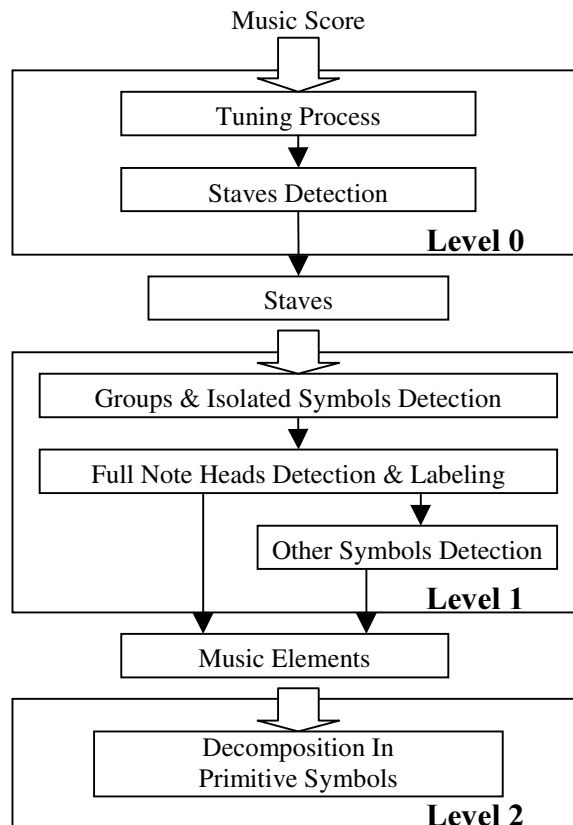 Music Score
Tuning Process
Staves Detection
Level 0
Staves
Groups & Isolated Symbols Detection
Full Note Heads Detection & Labeling
Other Symbols Detection
Level 1
Music Elements
Decomposition In
Primitive Symbols
Level 2